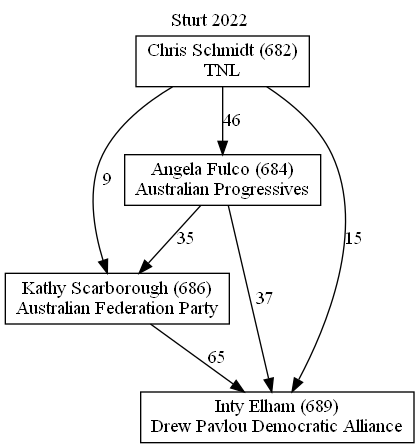 Sturt 2022
Chris Schmidt (682)
TNL
46
Angela Fulco (684)
Australian Progressives
9
35
15
Kathy Scarborough (686)
Australian Federation Party
37
65
Inty Elham (689)
Drew Pavlou Democratic Alliance